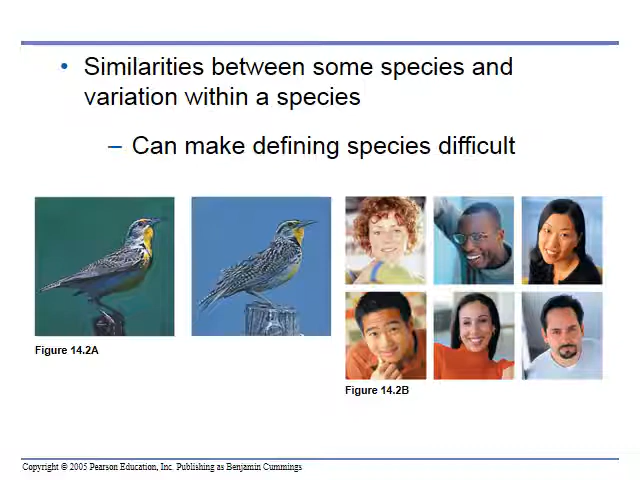 • Similarities between some species and
variation within a species
– Can make defining species difficult
Figure 14.2A
Figure 14.2B
Copyright © 2005 Pearson Education, Inc. Publishing as Benjamin Cummings